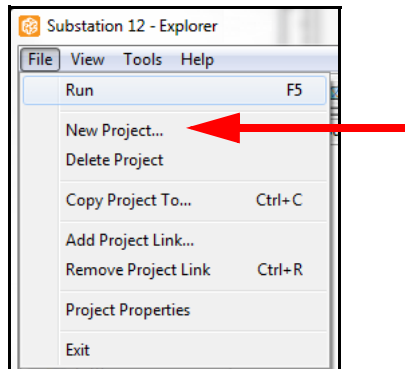 Substation 12 - Explorer
File View Tools Help
Run F5
New Project...
Delete Project
Copy Project To... Ctrl+C
Add Project Link...
Remove Project Link Ctrl+R
Project Properties
Exit